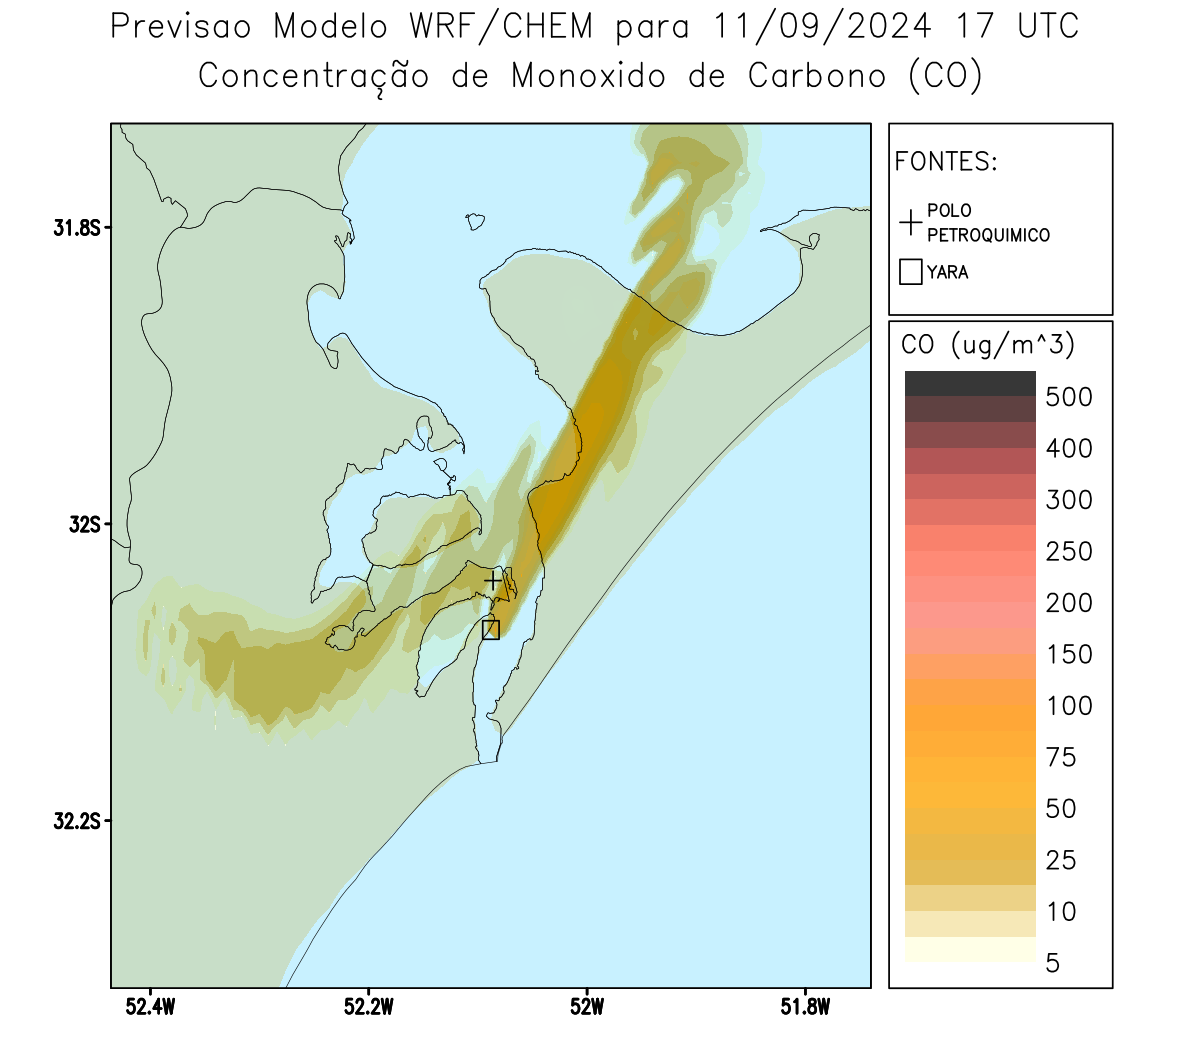 Previsao Modelo WRF/CHEM para 11/09/2024 17 UTC
Concentração de Monoxido de Carbono (CO)
FONTES:
POLO
PETROQUIMICO
YARA
CO (ug/m^3)
500
400
300
250
200
150
100
75
50
25
10
5
31.8S
32S
32.2S
52.4W
52.2W
52W
51.8W